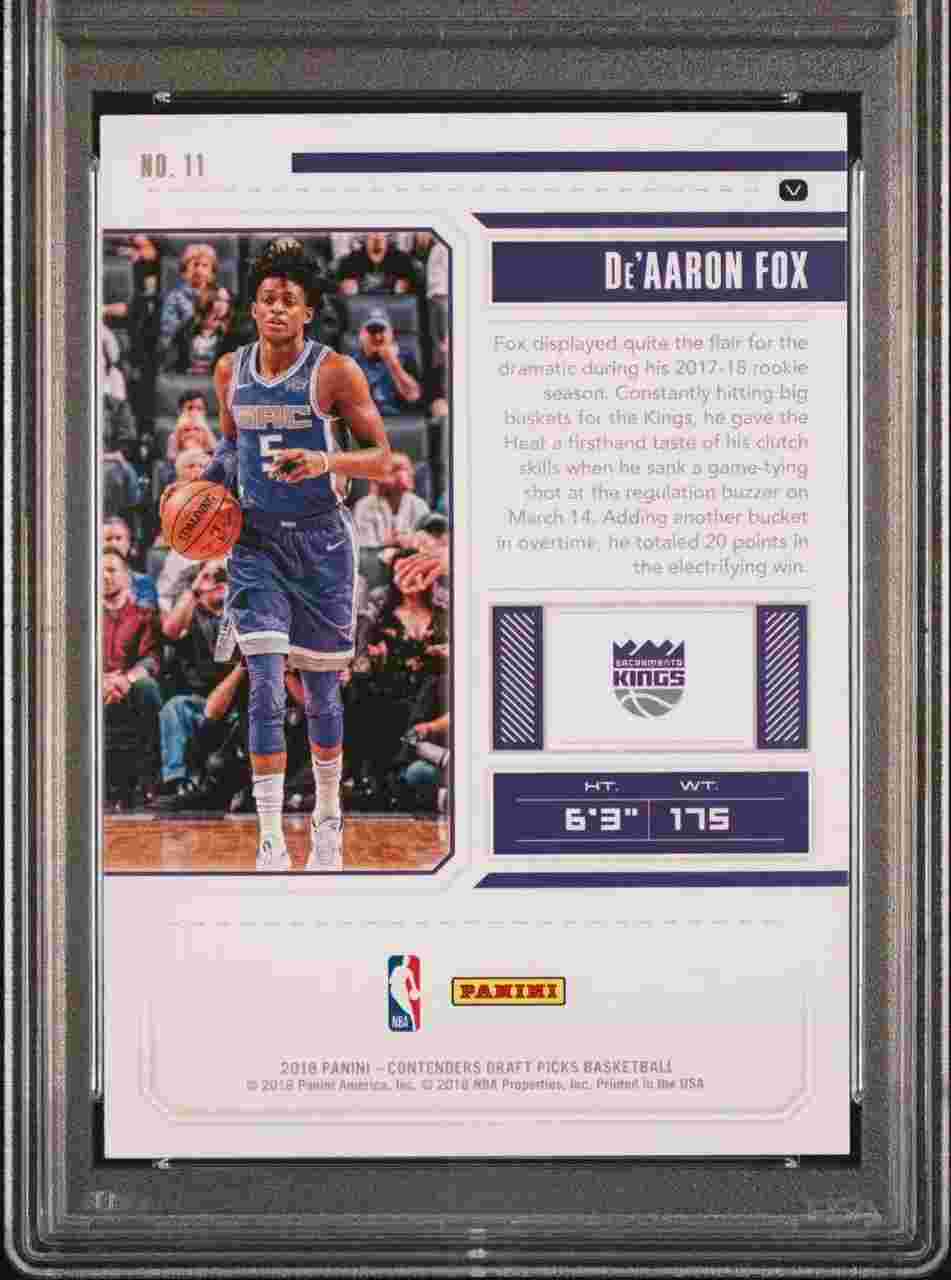 NO. 11
V
DE'AARON FOX
Fox displayed quite the flair for the
dramatic during his 2017-18 rookie
season. Constantly hitting big
buskets for the Kings, he gave the
Heat a firsthand taste of his clutch
skills when he sank a game-tying
shot at the regulation buzzer on
March 14. Adding another bucket
in overtime, he totaled 20 points in
the electrifying win.
SAC
5
SPALDING
SACRAMENTO
KINGS
HT. WT.
6'3" 175
NBA
PANINI
2018 PANINI – CONTENDERS DRAFT PICKS BASKETBALL
© 2018 Panini America, Inc. © 2018 NBA Properties, Inc. Printed in the USA